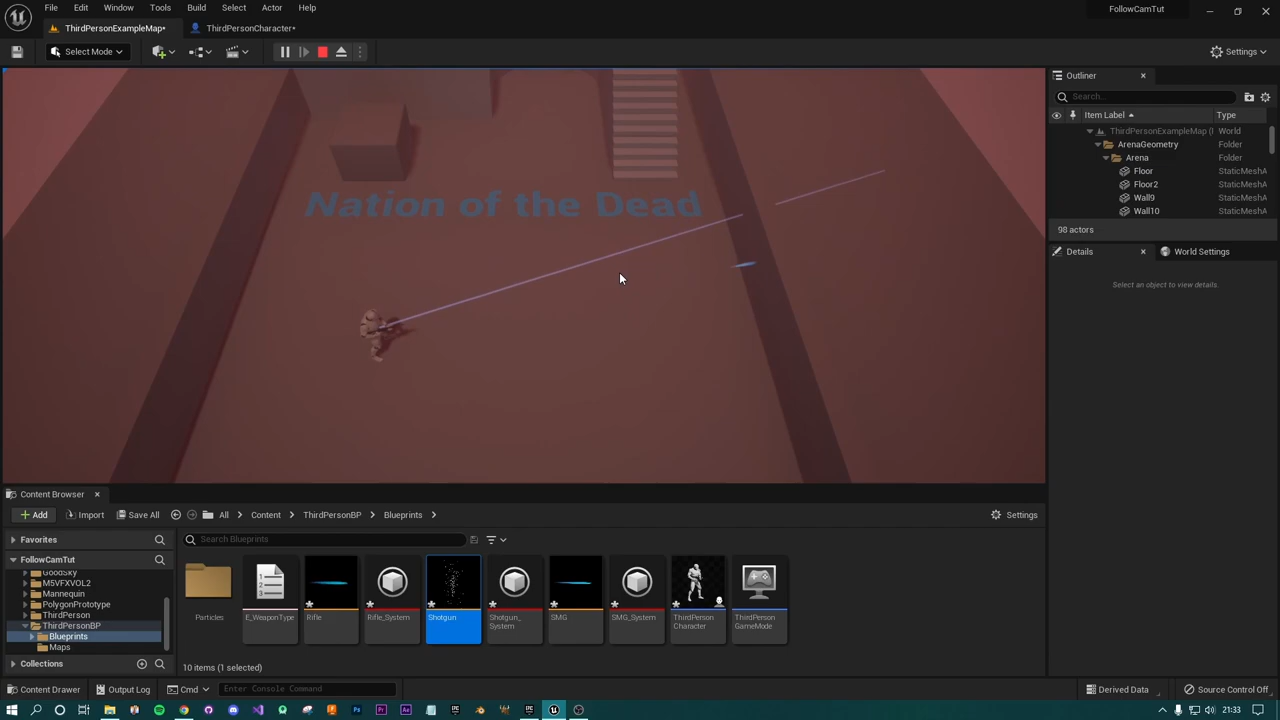 File Edit Window Tools Build Select Actor Help
ThirdPersonExampleMap* ThirdPersonCharacter* FollowCamTut
Select Mode Settings
Outliner
Search...
Item Label Type
ThirdPersonExampleMap (I World
ArenaGeometry Folder
Arena Folder
Floor StaticMeshA
Floor2 StaticMeshA
Wall9 StaticMeshA
Wall10 StaticMeshA
98 actors
Details World Settings
Select an object to view details.
Nation of the Dead
Content Browser
Add Import Save All All Content ThirdPersonBP Blueprints Settings
Favorites
Search Blueprints
FollowCamTut
GoodSky
M5VFXVOL2
Mannequin
PolygonPrototype
ThirdPerson
ThirdPersonBP
Blueprints
Maps
Collections
Particles E_WeaponType Rifle Rifle_System Shotgun Shotgun_ SMG SMG_System ThirdPerson ThirdPerson
System Character GameMode
10 items (1 selected)
Content Drawer Output Log Cmd Enter Console Command Derived Data Source Control Off
21:33